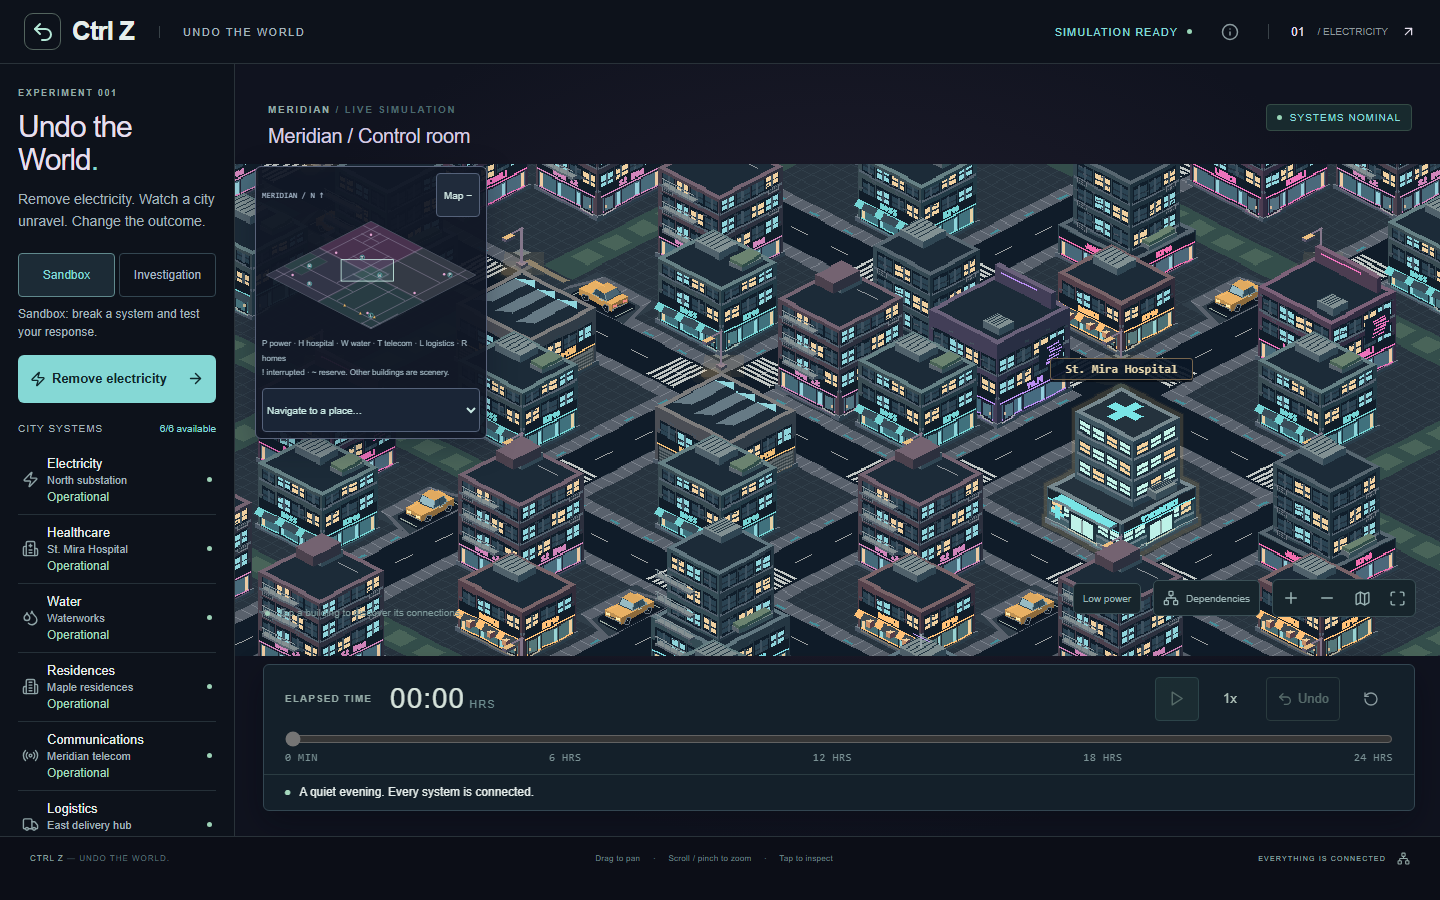 Ctrl Z
UNDO THE WORLD
SIMULATION READY
01 / ELECTRICITY
EXPERIMENT 001
Undo the
World.
Remove electricity. Watch a city
unravel. Change the outcome.
Sandbox
Investigation
Sandbox: break a system and test
your response.
Remove electricity
CITY SYSTEMS
6/6 available
Electricity
North substation
Operational
Healthcare
St. Mira Hospital
Operational
Water
Waterworks
Operational
Residences
Maple residences
Operational
Communications
Meridian telecom
Operational
Logistics
East delivery hub
MERIDIAN / LIVE SIMULATION
Meridian / Control room
SYSTEMS NOMINAL
MERIDIAN / N ↑
Map −
P power · H hospital · W water · T telecom · L logistics · R
homes
! interrupted · ~ reserve. Other buildings are scenery.
Navigate to a place...
St. Mira Hospital
a building to discover its connections
Low power
Dependencies
ELAPSED TIME
00:00 HRS
1x
Undo
0 MIN
6 HRS
12 HRS
18 HRS
24 HRS
A quiet evening. Every system is connected.
CTRL Z — UNDO THE WORLD.
Drag to pan · Scroll / pinch to zoom · Tap to inspect
EVERYTHING IS CONNECTED